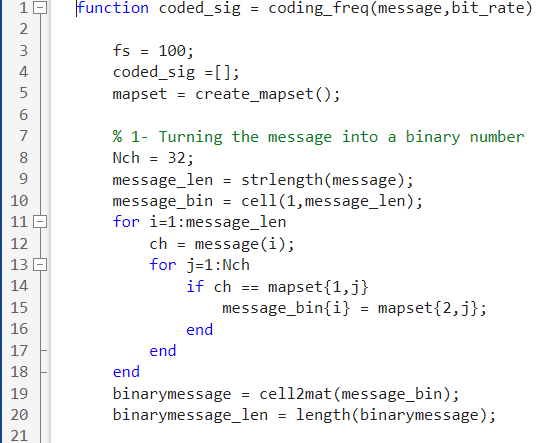 1 function coded_sig = coding_freq(message,bit_rate)
2
3 fs = 100;
4 coded_sig =[];
5 mapset = create_mapset();
6
7 % 1- Turning the message into a binary number
8 Nch = 32;
9 message_len = strlength(message);
10 message_bin = cell(1,message_len);
11 for i=1:message_len
12 ch = message(i);
13 for j=1:Nch
14 if ch == mapset{1,j}
15 message_bin{i} = mapset{2,j};
16 end
17 end
18 end
19 binarymessage = cell2mat(message_bin);
20 binarymessage_len = length(binarymessage);
21